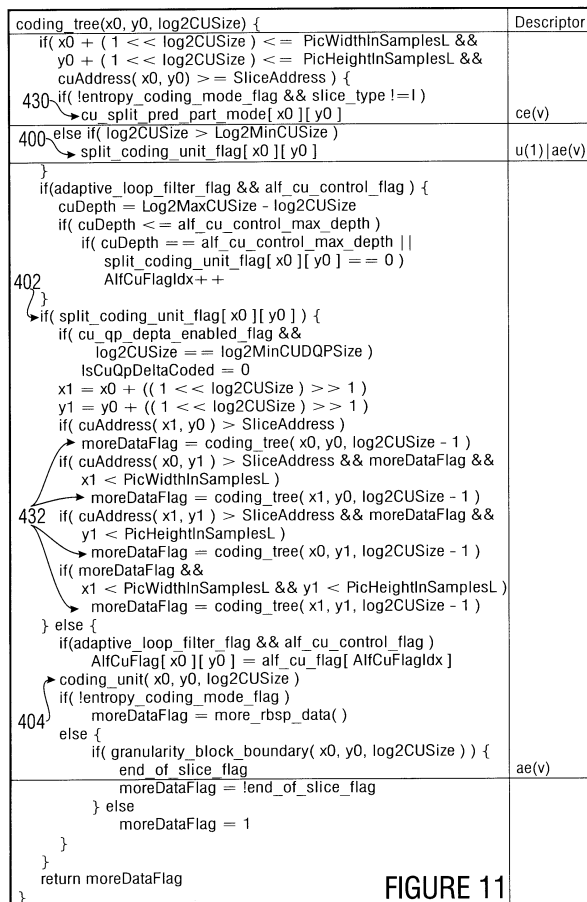 coding_tree(x0, y0, log2CUSize) { Descriptor
if( x0 + ( 1 << log2CUSize ) <= PicWidthInSamplesL &&
y0 + ( 1 << log2CUSize ) <= PicHeightInSamplesL &&
cuAddress( x0, y0) >= SliceAddress ) {
if( !entropy_coding_mode_flag && slice_type !=I )
430 cu_split_pred_part_mode[ x0 ][ y0 ] ce(v)
400 else if( log2CUSize > Log2MinCUSize )
split_coding_unit_flag[ x0 ][ y0 ] u(1)|ae(v)
}
if(adaptive_loop_filter_flag && alf_cu_control_flag ) {
cuDepth = Log2MaxCUSize - log2CUSize
if( cuDepth <= alf_cu_control_max_depth )
if( cuDepth == alf_cu_control_max_depth ||
split_coding_unit_flag[ x0 ][ y0 ] == 0 )
402 AlfCuFlagIdx++
}
if( split_coding_unit_flag[ x0 ][ y0 ] ) {
if( cu_qp_depta_enabled_flag &&
log2CUSize == log2MinCUDQPSize )
IsCuQpDeltaCoded = 0
x1 = x0 + (( 1 << log2CUSize ) >> 1 )
y1 = y0 + (( 1 << log2CUSize ) >> 1 )
if( cuAddress( x1, y0 ) > SliceAddress )
moreDataFlag = coding_tree( x0, y0, log2CUSize - 1 )
if( cuAddress( x0, y1 ) > SliceAddress && moreDataFlag &&
x1 < PicWidthInSamplesL )
moreDataFlag = coding_tree( x1, y0, log2CUSize - 1 )
432 if( cuAddress( x1, y1 ) > SliceAddress && moreDataFlag &&
y1 < PicHeightInSamplesL )
moreDataFlag = coding_tree( x0, y1, log2CUSize - 1 )
if( moreDataFlag &&
x1 < PicWidthInSamplesL && y1 < PicHeightInSamplesL )
moreDataFlag = coding_tree( x1, y1, log2CUSize - 1 )
} else {
if(adaptive_loop_filter_flag && alf_cu_control_flag )
AlfCuFlag[ x0 ][ y0 ] = alf_cu_flag[ AlfCuFlagIdx ]
coding_unit( x0, y0, log2CUSize )
if( !entropy_coding_mode_flag )
404 moreDataFlag = more_rbsp_data( )
else {
if( granularity_block_boundary( x0, y0, log2CUSize ) ) {
end_of_slice_flag ae(v)
moreDataFlag = !end_of_slice_flag
} else
moreDataFlag = 1
}
}
return moreDataFlag
}
FIGURE 11